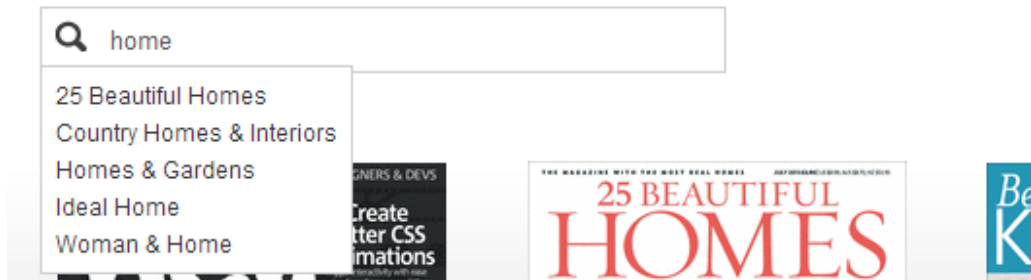 home
25 Beautiful Homes
Country Homes & Interiors
Homes & Gardens
Ideal Home
Woman & Home
GNERS & DEVS
Create
tter CSS
imations
THE MAGAZINE WITH THE MOST REAL HOMES
25 BEAUTIFUL
HOMES
Be
K